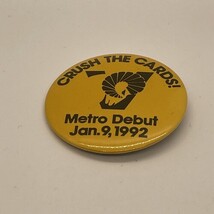 CRUSH THE CARDS!
Metro Debut
Jan.9,1992